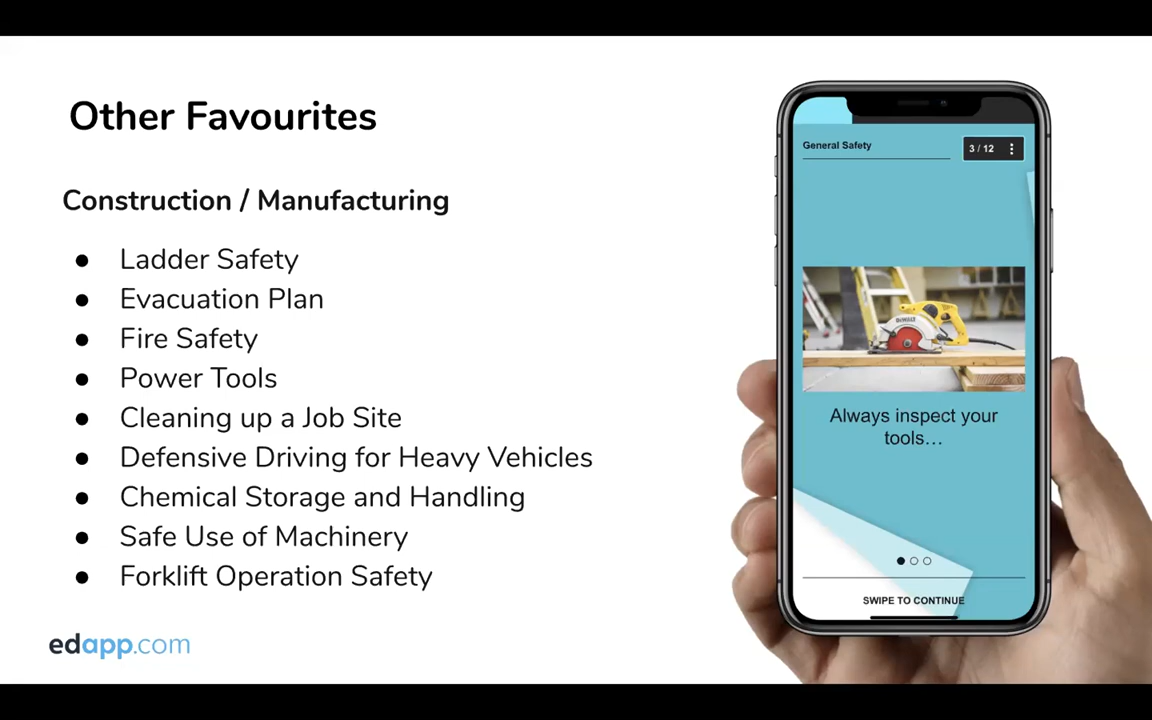 Other Favourites
Construction / Manufacturing
● Ladder Safety
● Evacuation Plan
● Fire Safety
● Power Tools
● Cleaning up a Job Site
● Defensive Driving for Heavy Vehicles
● Chemical Storage and Handling
● Safe Use of Machinery
● Forklift Operation Safety
edapp.com
General Safety
3 / 12
DEWALT
Always inspect your
tools…
SWIPE TO CONTINUE